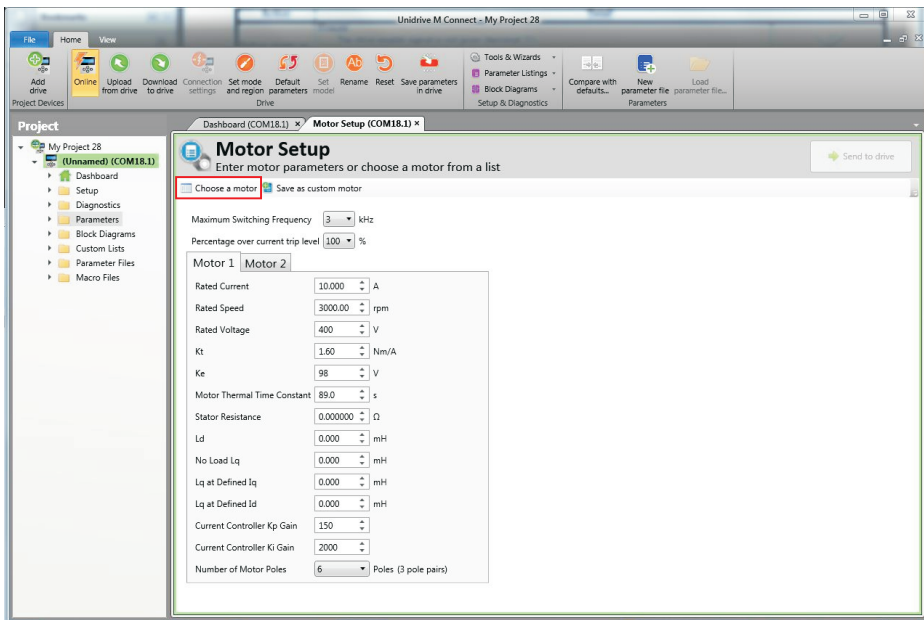 Unidrive M Connect - My Project 28
File Home View
Add drive
Online
Upload from drive
Download to drive
Connection settings
Set mode and region
Default parameters
Set model
Rename
Reset
Save parameters in drive
Tools & Wizards
Parameter Listings
Block Diagrams
Compare with defaults...
New parameter file
Load parameter file...
Project Devices
Drive
Setup & Diagnostics
Parameters
Project
My Project 28
(Unnamed) (COM18.1)
Dashboard
Setup
Diagnostics
Parameters
Block Diagrams
Custom Lists
Parameter Files
Macro Files
Dashboard (COM18.1) × Motor Setup (COM18.1) ×
Motor Setup
Enter motor parameters or choose a motor from a list
Send to drive
Choose a motor Save as custom motor
Maximum Switching Frequency 3 kHz
Percentage over current trip level 100 %
Motor 1 Motor 2
Rated Current 10.000 A
Rated Speed 3000.00 rpm
Rated Voltage 400 V
Kt 1.60 Nm/A
Ke 98 V
Motor Thermal Time Constant 89.0 s
Stator Resistance 0.000000 Ω
Ld 0.000 mH
No Load Lq 0.000 mH
Lq at Defined Iq 0.000 mH
Lq at Defined Id 0.000 mH
Current Controller Kp Gain 150
Current Controller Ki Gain 2000
Number of Motor Poles 6 Poles (3 pole pairs)